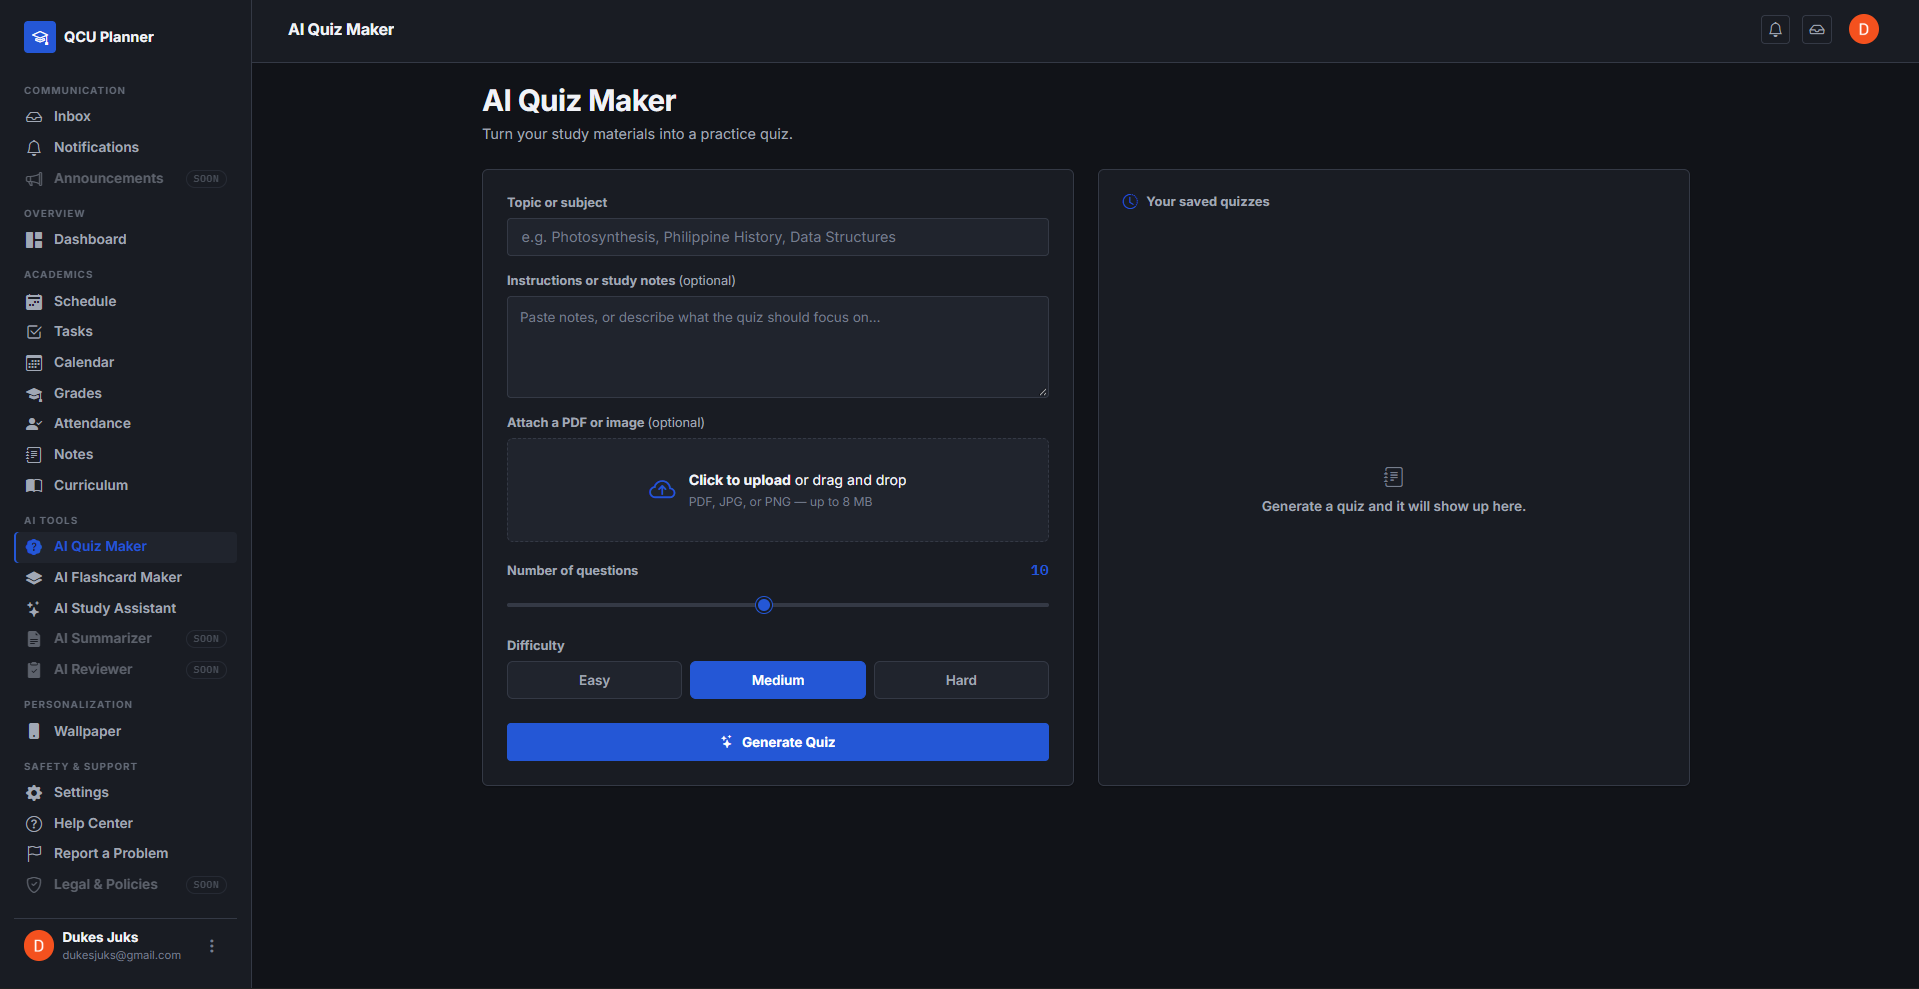 QCU Planner
COMMUNICATION
Inbox
Notifications
Announcements SOON
OVERVIEW
Dashboard
ACADEMICS
Schedule
Tasks
Calendar
Grades
Attendance
Notes
Curriculum
AI TOOLS
AI Quiz Maker
AI Flashcard Maker
AI Study Assistant
AI Summarizer SOON
AI Reviewer SOON
PERSONALIZATION
Wallpaper
SAFETY & SUPPORT
Settings
Help Center
Report a Problem
Legal & Policies SOON
D
Dukes Juks
dukesjuks@gmail.com
AI Quiz Maker
D
AI Quiz Maker
Turn your study materials into a practice quiz.
Topic or subject
e.g. Photosynthesis, Philippine History, Data Structures
Instructions or study notes (optional)
Paste notes, or describe what the quiz should focus on...
Attach a PDF or image (optional)
Click to upload or drag and drop
PDF, JPG, or PNG — up to 8 MB
Number of questions 10
Difficulty
Easy Medium Hard
Generate Quiz
Your saved quizzes
Generate a quiz and it will show up here.